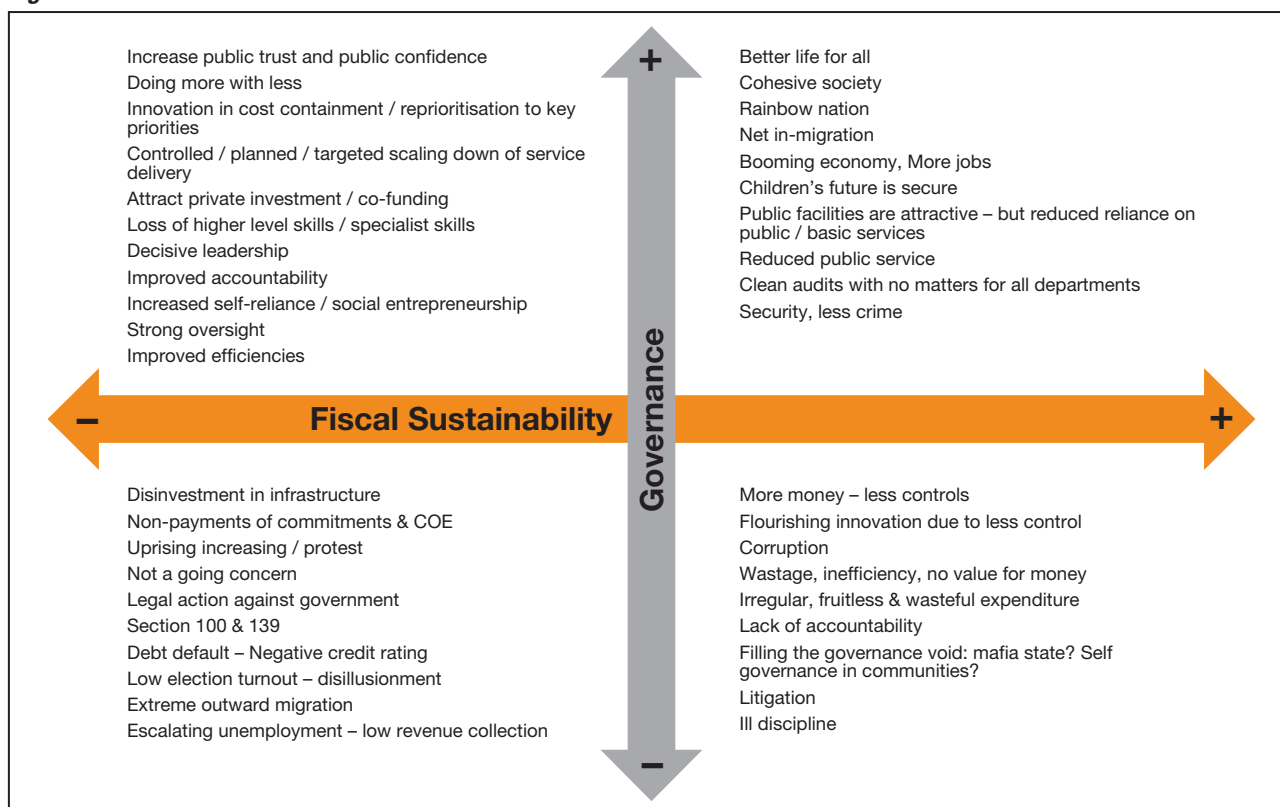 Increase public trust and public confidence
Doing more with less
Innovation in cost containment / reprioritisation to key
priorities
Controlled / planned / targeted scaling down of service
delivery
Attract private investment / co-funding
Loss of higher level skills / specialist skills
Decisive leadership
Improved accountability
Increased self-reliance / social entrepreneurship
Strong oversight
Improved efficiencies
+
Better life for all
Cohesive society
Rainbow nation
Net in-migration
Booming economy, More jobs
Children’s future is secure
Public facilities are attractive – but reduced reliance on
public / basic services
Reduced public service
Clean audits with no matters for all departments
Security, less crime
–
Fiscal Sustainability
Governance
+
Disinvestment in infrastructure
Non-payments of commitments & COE
Uprising increasing / protest
Not a going concern
Legal action against government
Section 100 & 139
Debt default – Negative credit rating
Low election turnout – disillusionment
Extreme outward migration
Escalating unemployment – low revenue collection
More money – less controls
Flourishing innovation due to less control
Corruption
Wastage, inefficiency, no value for money
Irregular, fruitless & wasteful expenditure
Lack of accountability
Filling the governance void: mafia state? Self
governance in communities?
Litigation
Ill discipline
–